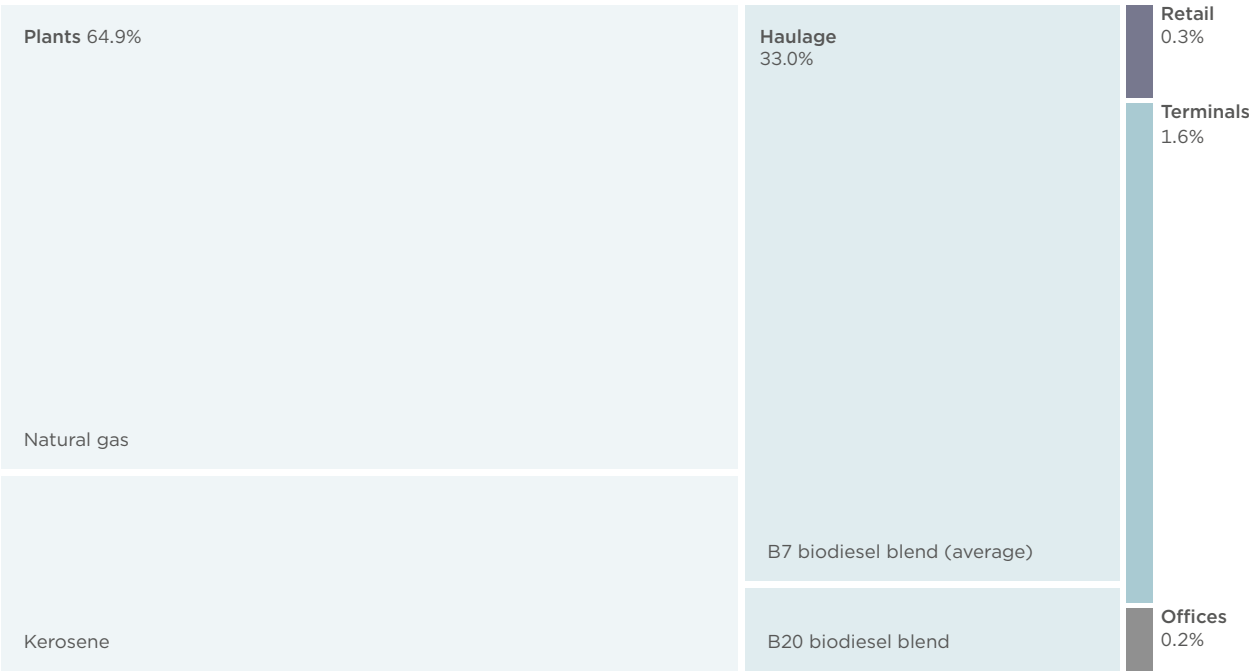 Plants 64.9%
Natural gas
Kerosene
Haulage
33.0%
B7 biodiesel blend (average)
B20 biodiesel blend
Retail
0.3%
Terminals
1.6%
Offices
0.2%